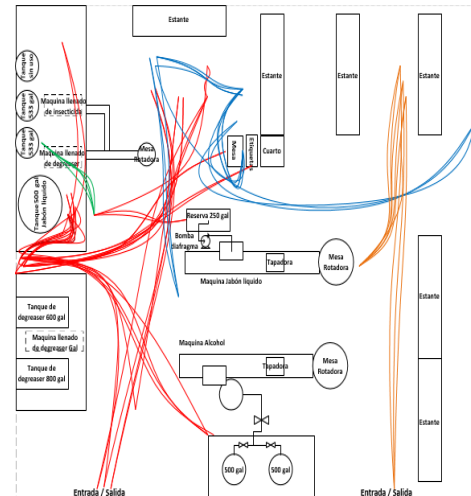 Estante
Tanque
sin uso
Maquina llenado
de insecticida
Tanque
533 gal
Estante
Estante
Estante
Tanque
533 gal
Maquina llenado
de degreaser
Mesa
Rotadora
Mesa
Etiquetas
Cuarto
Tanque 500 gal
Jabón líquido
Reserva 250 gal
Bomba
diafragma
Tapadora
Mesa
Rotadora
Maquina Jabón líquido
Estante
Tanque de
degreaser 600 gal
Maquina llenado
de degreaser Gal
Tanque de
degreaser 800 gal
Maquina Alcohol
Tapadora
Mesa
Rotadora
Estante
500 gal
500 gal
Entrada / Salida
Entrada / Salida